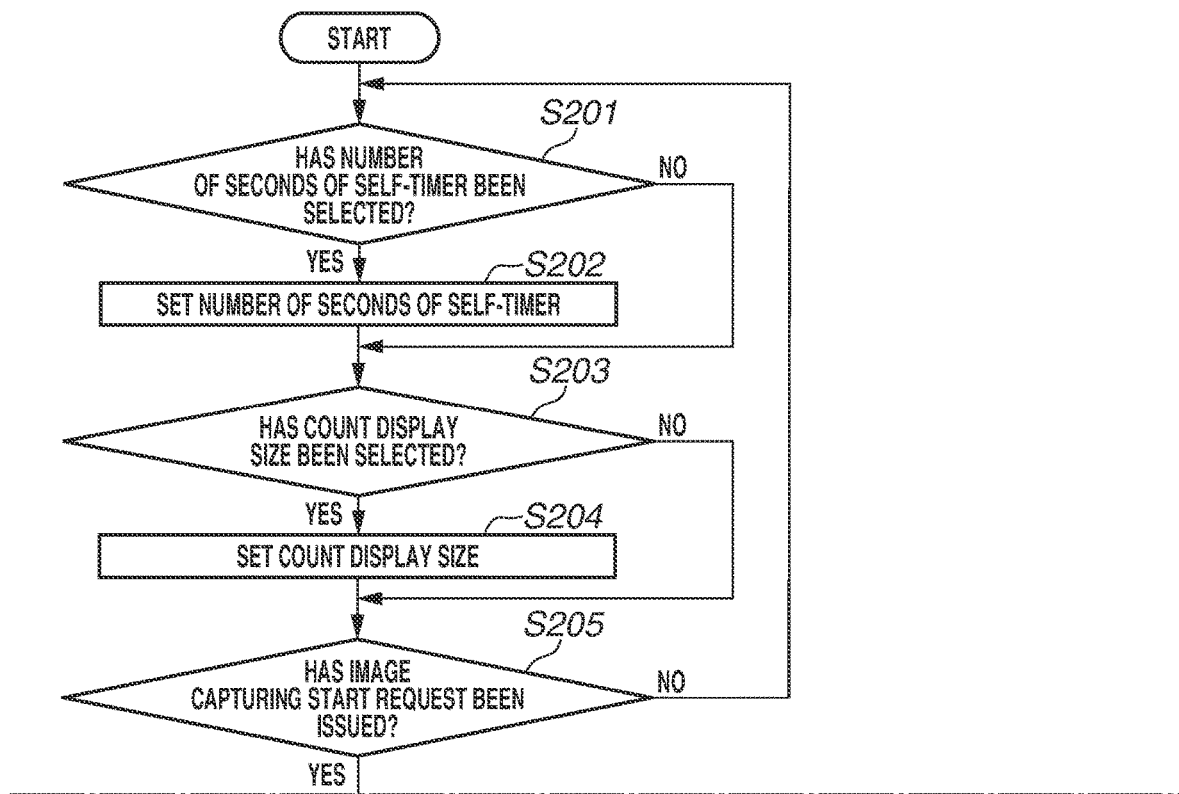 START
S201
HAS NUMBER
OF SECONDS OF SELF-TIMER BEEN
SELECTED?
NO
YES
S202
SET NUMBER OF SECONDS OF SELF-TIMER
S203
HAS COUNT DISPLAY
SIZE BEEN SELECTED?
NO
YES
S204
SET COUNT DISPLAY SIZE
S205
HAS IMAGE
CAPTURING START REQUEST BEEN
ISSUED?
NO
YES